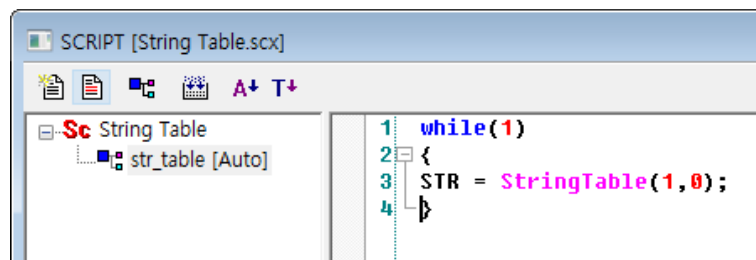 SCRIPT [String Table.scx]
A T
Sc String Table
str_table [Auto]
1 while(1)
2 {
3 STR = StringTable(1,0);
4 }